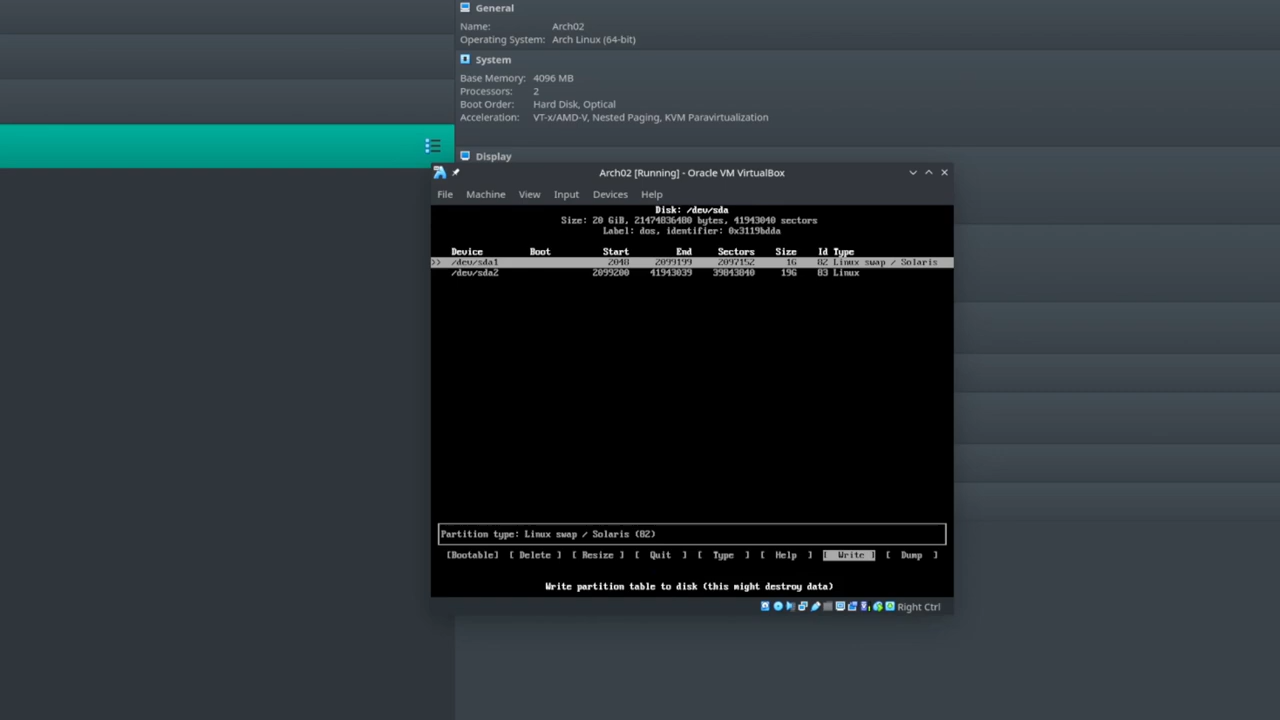 General
Name: Arch02
Operating System: Arch Linux (64-bit)
System
Base Memory: 4096 MB
Processors: 2
Boot Order: Hard Disk, Optical
Acceleration: VT-x/AMD-V, Nested Paging, KVM Paravirtualization
Display
Arch02 [Running] - Oracle VM VirtualBox
File Machine View Input Devices Help
Disk: /dev/sda
Size: 20 GiB, 21474836480 bytes, 41943040 sectors
Label: dos, identifier: 0x3119bdda
Device Boot Start End Sectors Size Id Type
>> /dev/sda1 2048 2099199 2097152 1G 82 Linux swap / Solaris
/dev/sda2 2099200 41943039 39843840 19G 83 Linux
Partition type: Linux swap / Solaris (82)
[Bootable] [ Delete ] [ Resize ] [ Quit ] [ Type ] [ Help ] [ Write ] [ Dump ]
Write partition table to disk (this might destroy data)
Right Ctrl